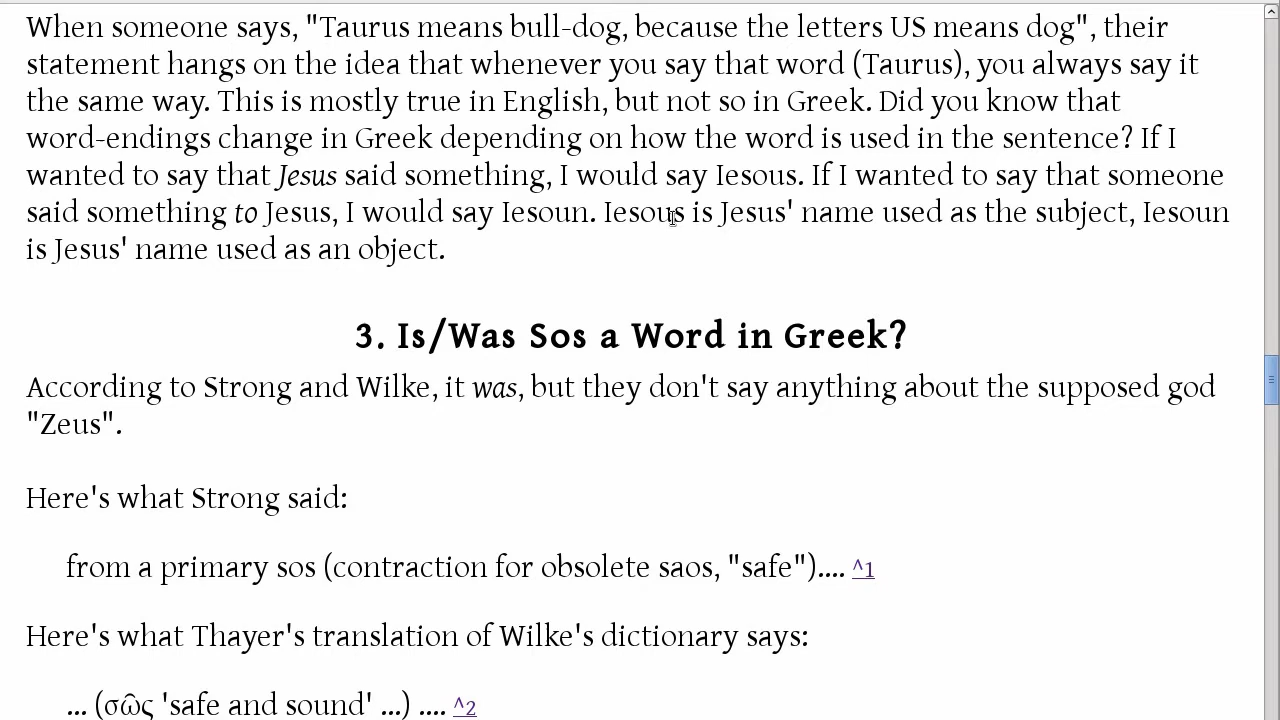 When someone says, "Taurus means bull-dog, because the letters US means dog", their
statement hangs on the idea that whenever you say that word (Taurus), you always say it
the same way. This is mostly true in English, but not so in Greek. Did you know that
word-endings change in Greek depending on how the word is used in the sentence? If I
wanted to say that Jesus said something, I would say Iesous. If I wanted to say that someone
said something to Jesus, I would say Iesoun. Iesous is Jesus' name used as the subject, Iesoun
is Jesus' name used as an object.
3. Is/Was Sos a Word in Greek?
According to Strong and Wilke, it was, but they don't say anything about the supposed god
"Zeus".
Here's what Strong said:
from a primary sos (contraction for obsolete saos, "safe").... ^1
Here's what Thayer's translation of Wilke's dictionary says:
... (σῶς 'safe and sound' ...) .... ^2